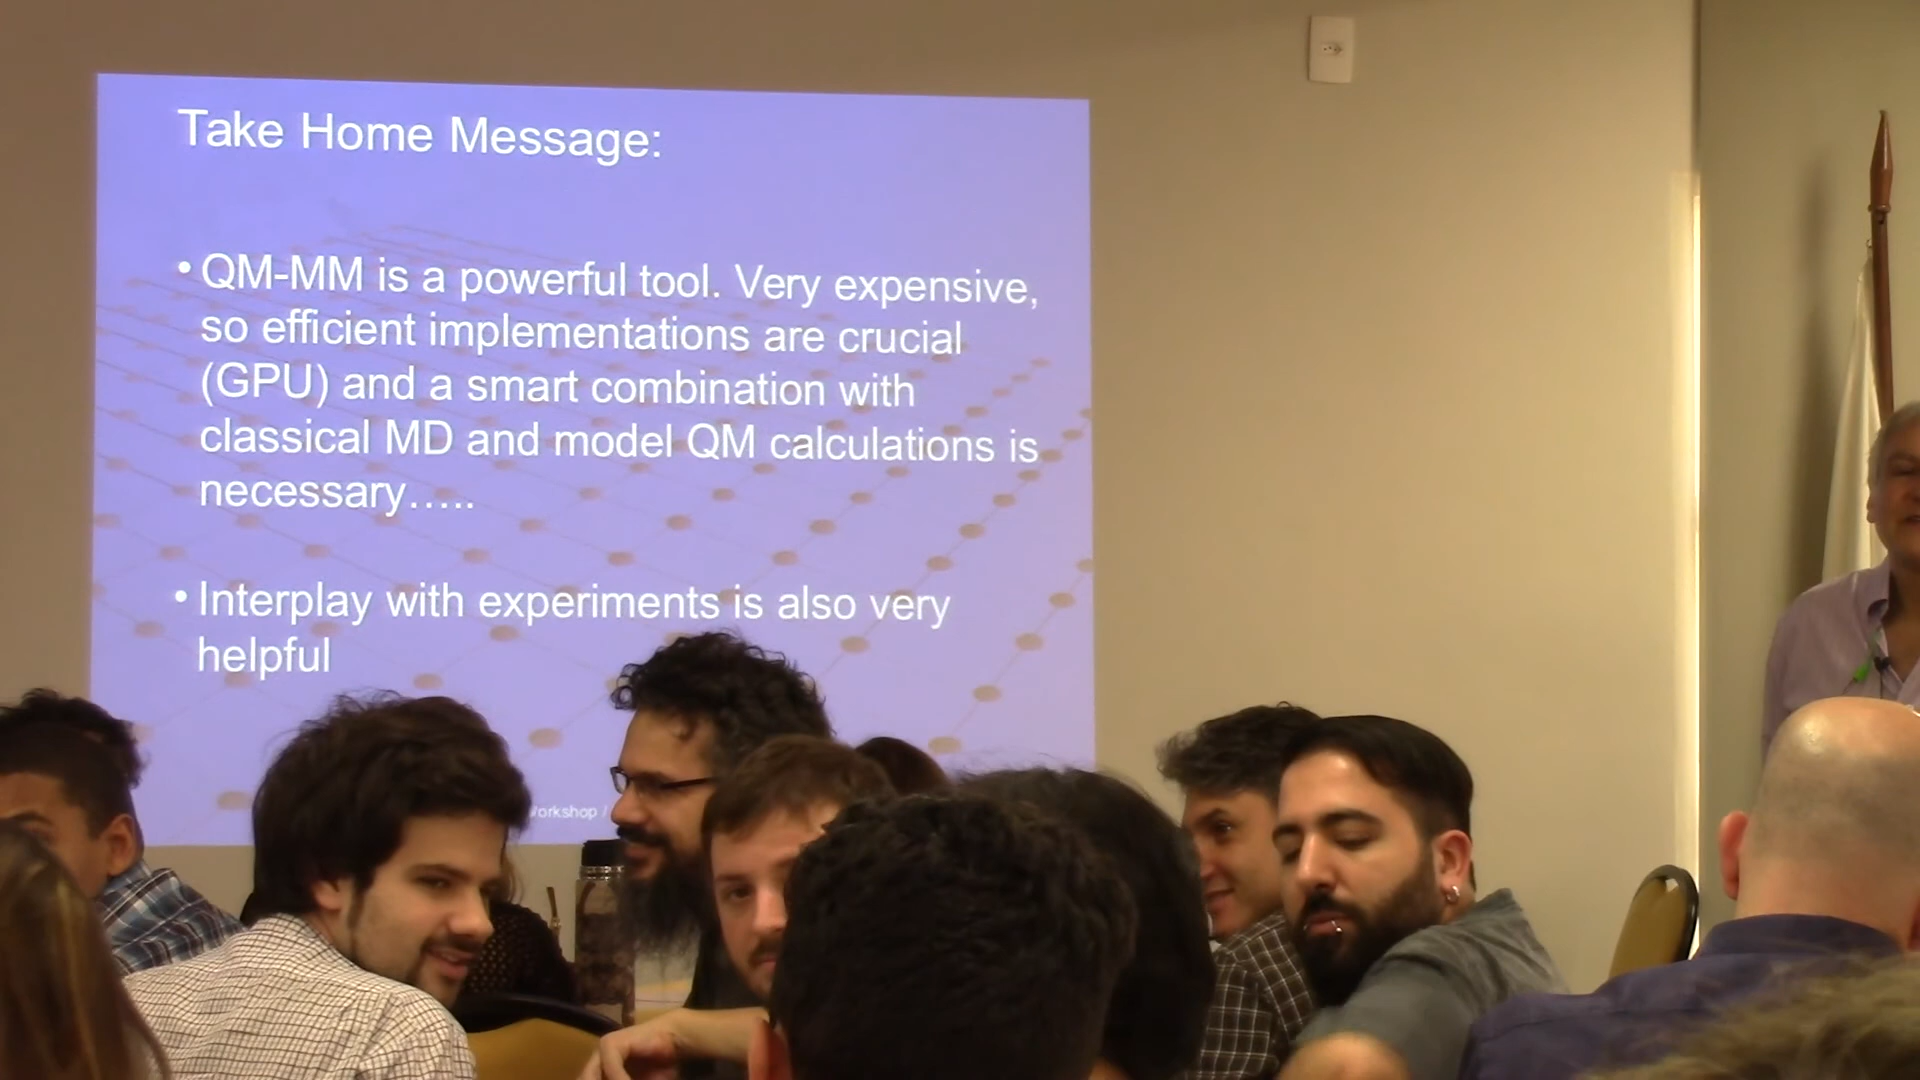 Take Home Message:
• QM-MM is a powerful tool. Very expensive,
so efficient implementations are crucial
(GPU) and a smart combination with
classical MD and model QM calculations is
necessary…..
• Interplay with experiments is also very
helpful
Workshop /